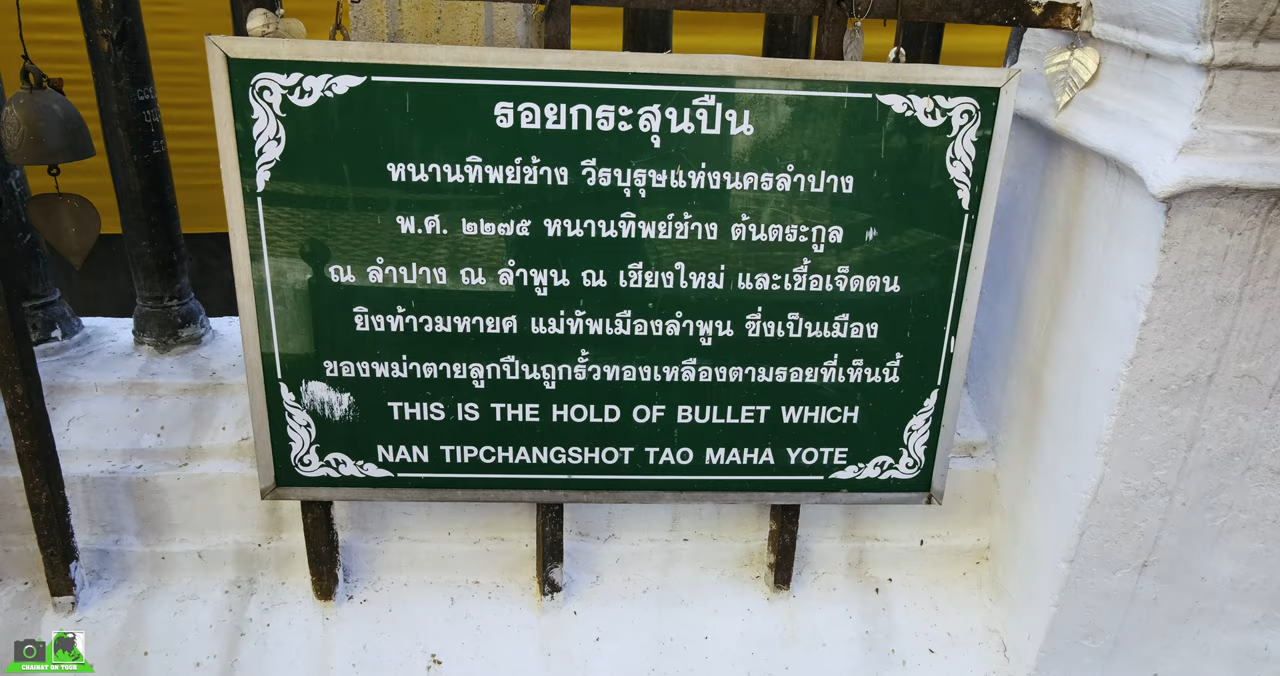 รอยกระสุนปืน
หนานทิพย์ช้าง วีรบุรุษแห่งนครลำปาง
พ.ศ. ๒๒๗๕ หนานทิพย์ช้าง ต้นตระกูล
ณ ลำปาง ณ ลำพูน ณ เชียงใหม่ และเชื้อเจ็ดตน
ยิงท้าวมหายศ แม่ทัพเมืองลำพูน ซึ่งเป็นเมือง
ของพม่าตายลูกปืนถูกรั้วทองเหลืองตามรอยที่เห็นนี้
THIS IS THE HOLD OF BULLET WHICH
NAN TIPCHANGSHOT TAO MAHA YOTE
CHAINAT ON TOUR